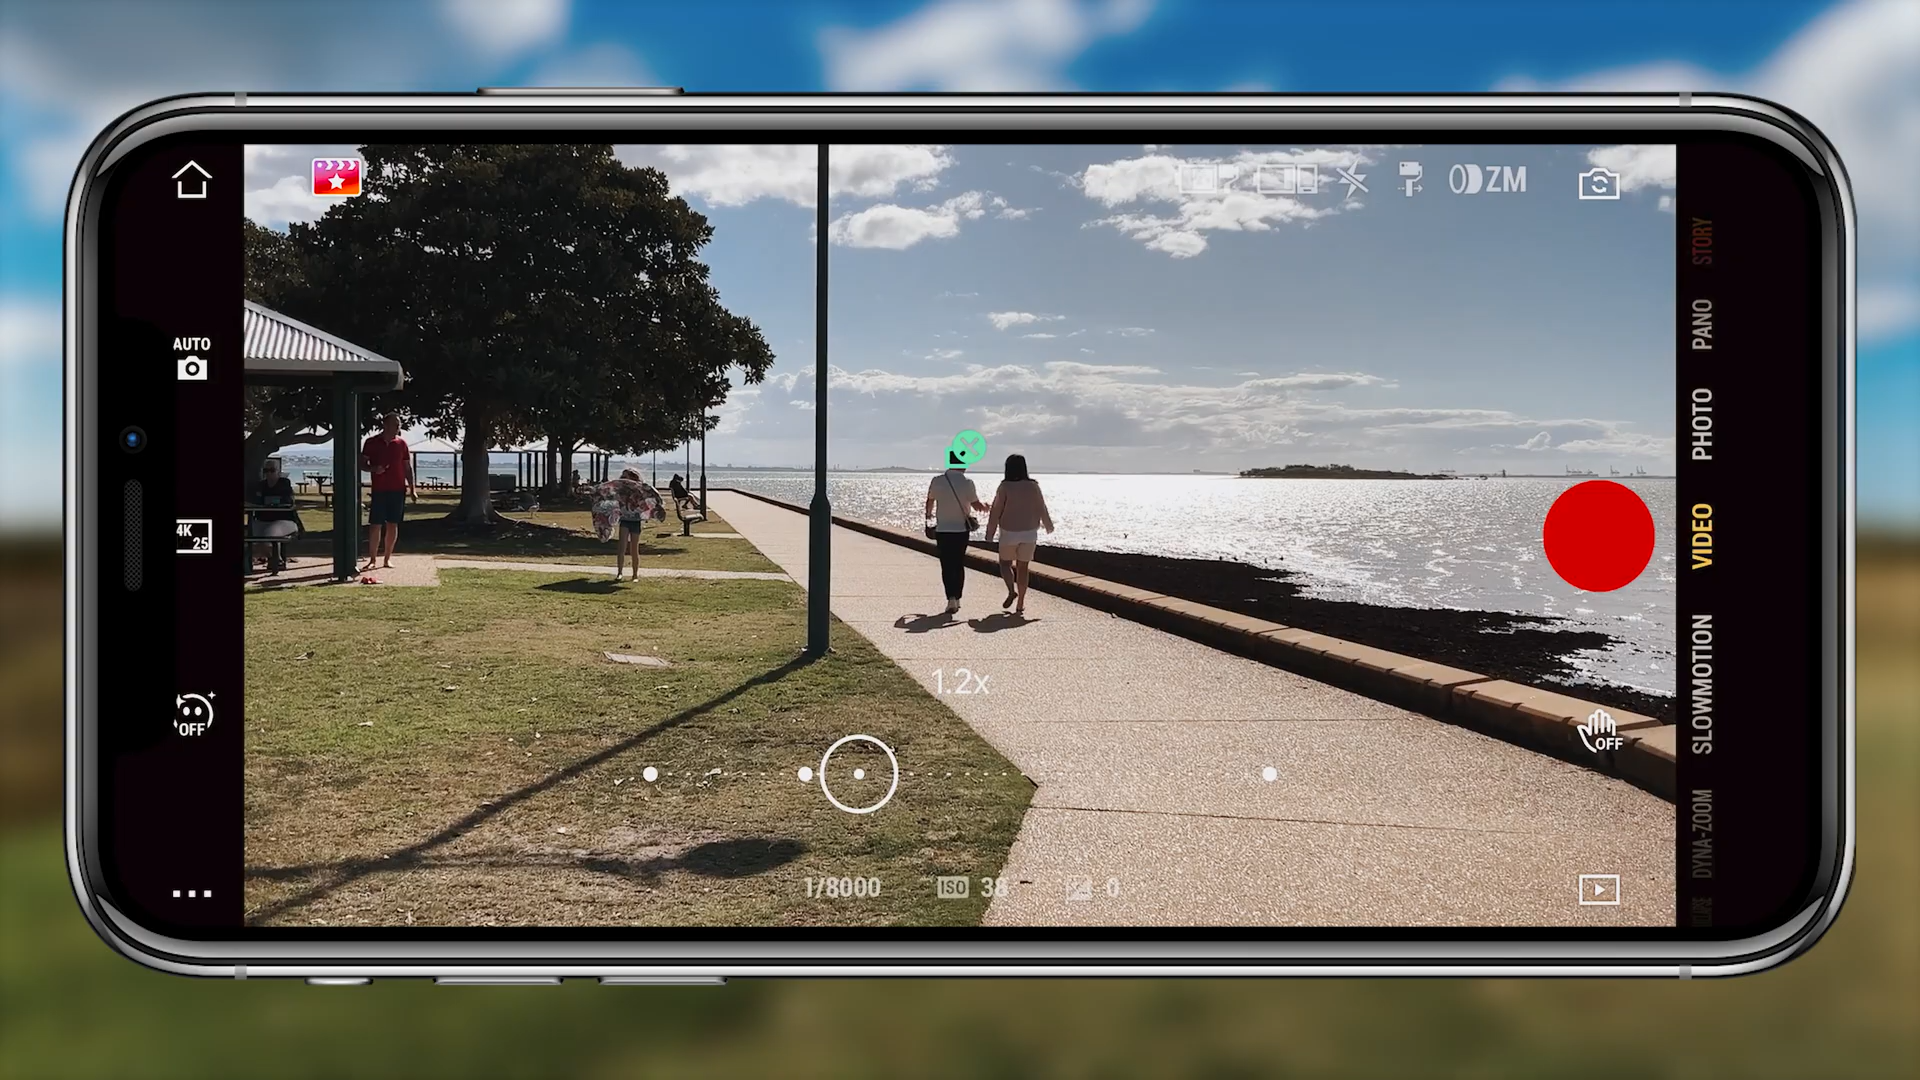 ZM
AUTO
4K
25
OFF
1.2x
OFF
1/8000
ISO 38
0
STORY
PANO
PHOTO
VIDEO
SLOWMOTION
DYNA-ZOOM